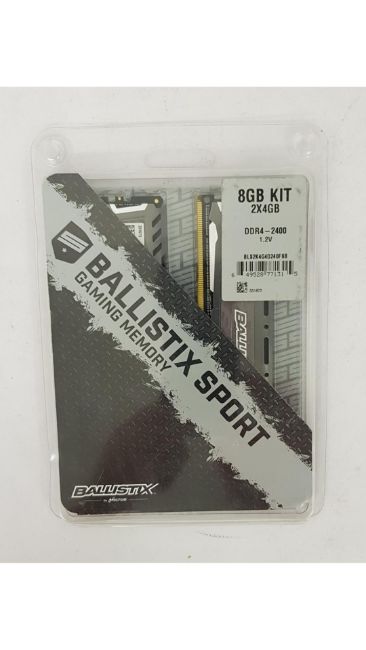 8GB KIT
2X4GB
DDR4-2400
1.2V
BALLISTIX SPORT
GAMING MEMORY
BALLISTIX